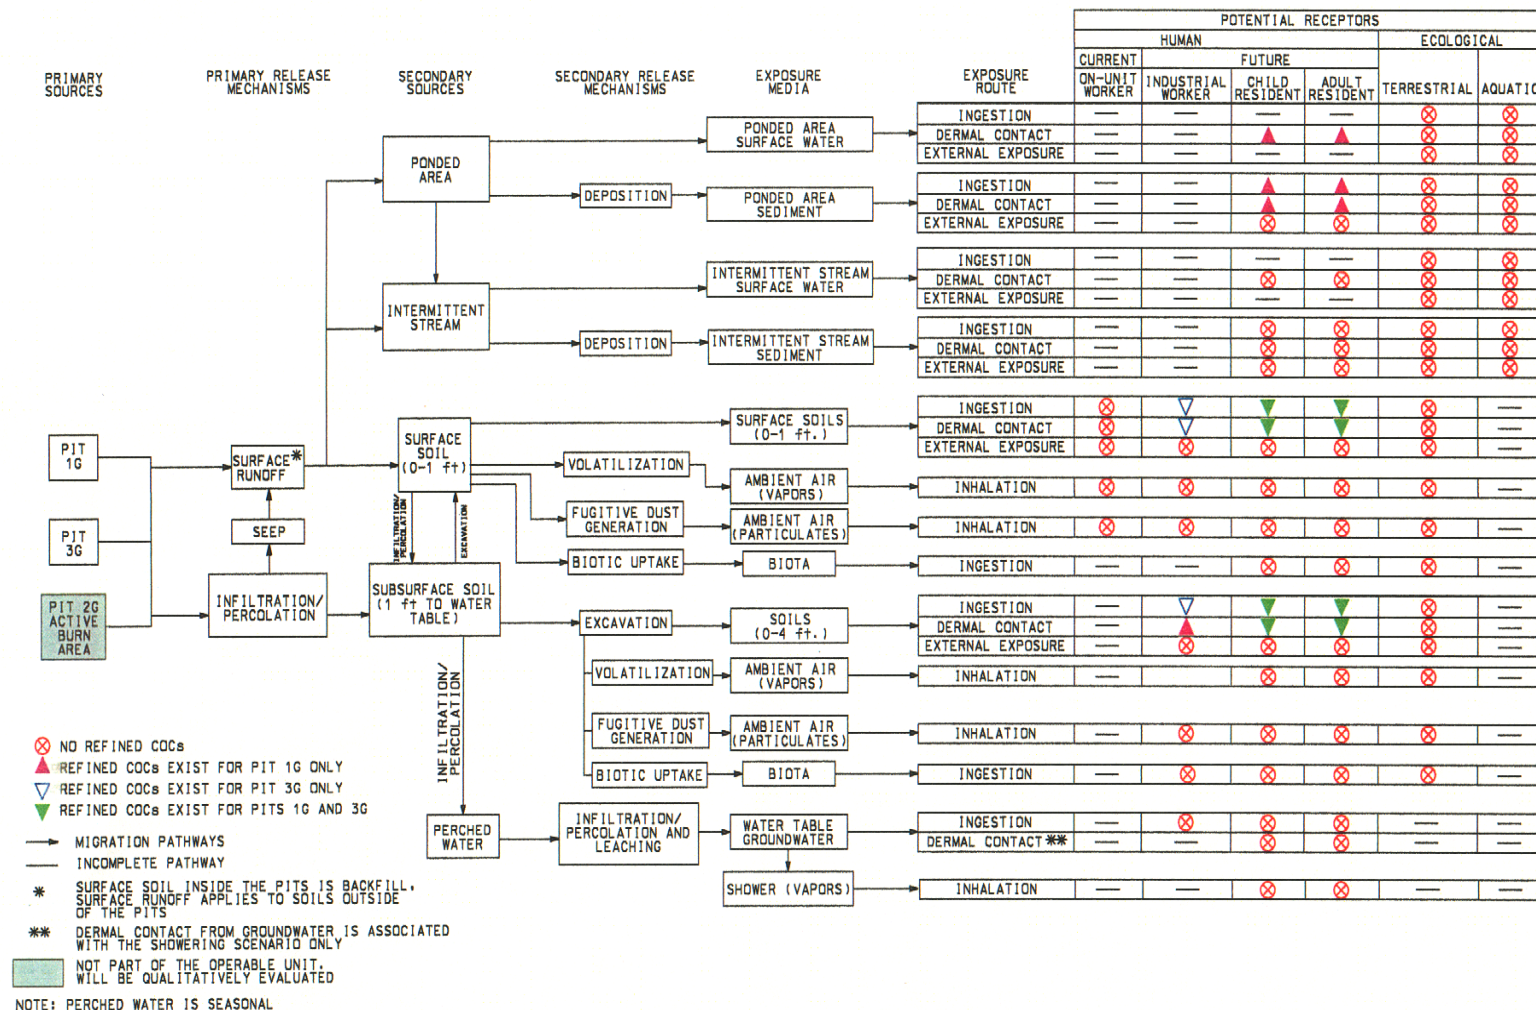 POTENTIAL RECEPTORS
HUMAN
ECOLOGICAL
CURRENT
FUTURE
PRIMARY
SOURCES
PRIMARY RELEASE
MECHANISMS
SECONDARY
SOURCES
SECONDARY RELEASE
MECHANISMS
EXPOSURE
MEDIA
EXPOSURE
ROUTE
ON-UNIT
WORKER
INDUSTRIAL
WORKER
CHILD
RESIDENT
ADULT
RESIDENT
TERRESTRIAL
AQUATIC
PONDED
AREA
PONDED AREA
SURFACE WATER
INGESTION
DERMAL CONTACT
EXTERNAL EXPOSURE
DEPOSITION
PONDED AREA
SEDIMENT
INGESTION
DERMAL CONTACT
EXTERNAL EXPOSURE
INTERMITTENT
STREAM
INTERMITTENT STREAM
SURFACE WATER
INGESTION
DERMAL CONTACT
EXTERNAL EXPOSURE
DEPOSITION
INTERMITTENT STREAM
SEDIMENT
INGESTION
DERMAL CONTACT
EXTERNAL EXPOSURE
PIT
1G
SURFACE*
RUNOFF
SURFACE
SOIL
(0-1 ft)
SURFACE SOILS
(0-1 ft.)
INGESTION
DERMAL CONTACT
EXTERNAL EXPOSURE
VOLATILIZATION
AMBIENT AIR
(VAPORS)
INHALATION
PIT
3G
SEEP
INFILTRATION/
PERCOLATION
EXCAVATION
FUGITIVE DUST
GENERATION
AMBIENT AIR
(PARTICULATES)
INHALATION
BIOTIC UPTAKE
BIOTA
INGESTION
PIT 2G
ACTIVE
BURN
AREA
INFILTRATION/
PERCOLATION
SUBSURFACE SOIL
(1 ft TO WATER
TABLE)
EXCAVATION
SOILS
(0-4 ft.)
INGESTION
DERMAL CONTACT
EXTERNAL EXPOSURE
INFILTRATION/
PERCOLATION
VOLATILIZATION
AMBIENT AIR
(VAPORS)
INHALATION
FUGITIVE DUST
GENERATION
AMBIENT AIR
(PARTICULATES)
INHALATION
BIOTIC UPTAKE
BIOTA
INGESTION
PERCHED
WATER
INFILTRATION/
PERCOLATION AND
LEACHING
WATER TABLE
GROUNDWATER
INGESTION
DERMAL CONTACT**
SHOWER (VAPORS)
INHALATION
NO REFINED COCs
REFINED COCs EXIST FOR PIT 1G ONLY
REFINED COCs EXIST FOR PIT 3G ONLY
REFINED COCs EXIST FOR PITS 1G AND 3G
MIGRATION PATHWAYS
INCOMPLETE PATHWAY
* SURFACE SOIL INSIDE THE PITS IS BACKFILL.
SURFACE RUNOFF APPLIES TO SOILS OUTSIDE
OF THE PITS
** DERMAL CONTACT FROM GROUNDWATER IS ASSOCIATED
WITH THE SHOWERING SCENARIO ONLY
NOT PART OF THE OPERABLE UNIT.
WILL BE QUALITATIVELY EVALUATED
NOTE: PERCHED WATER IS SEASONAL